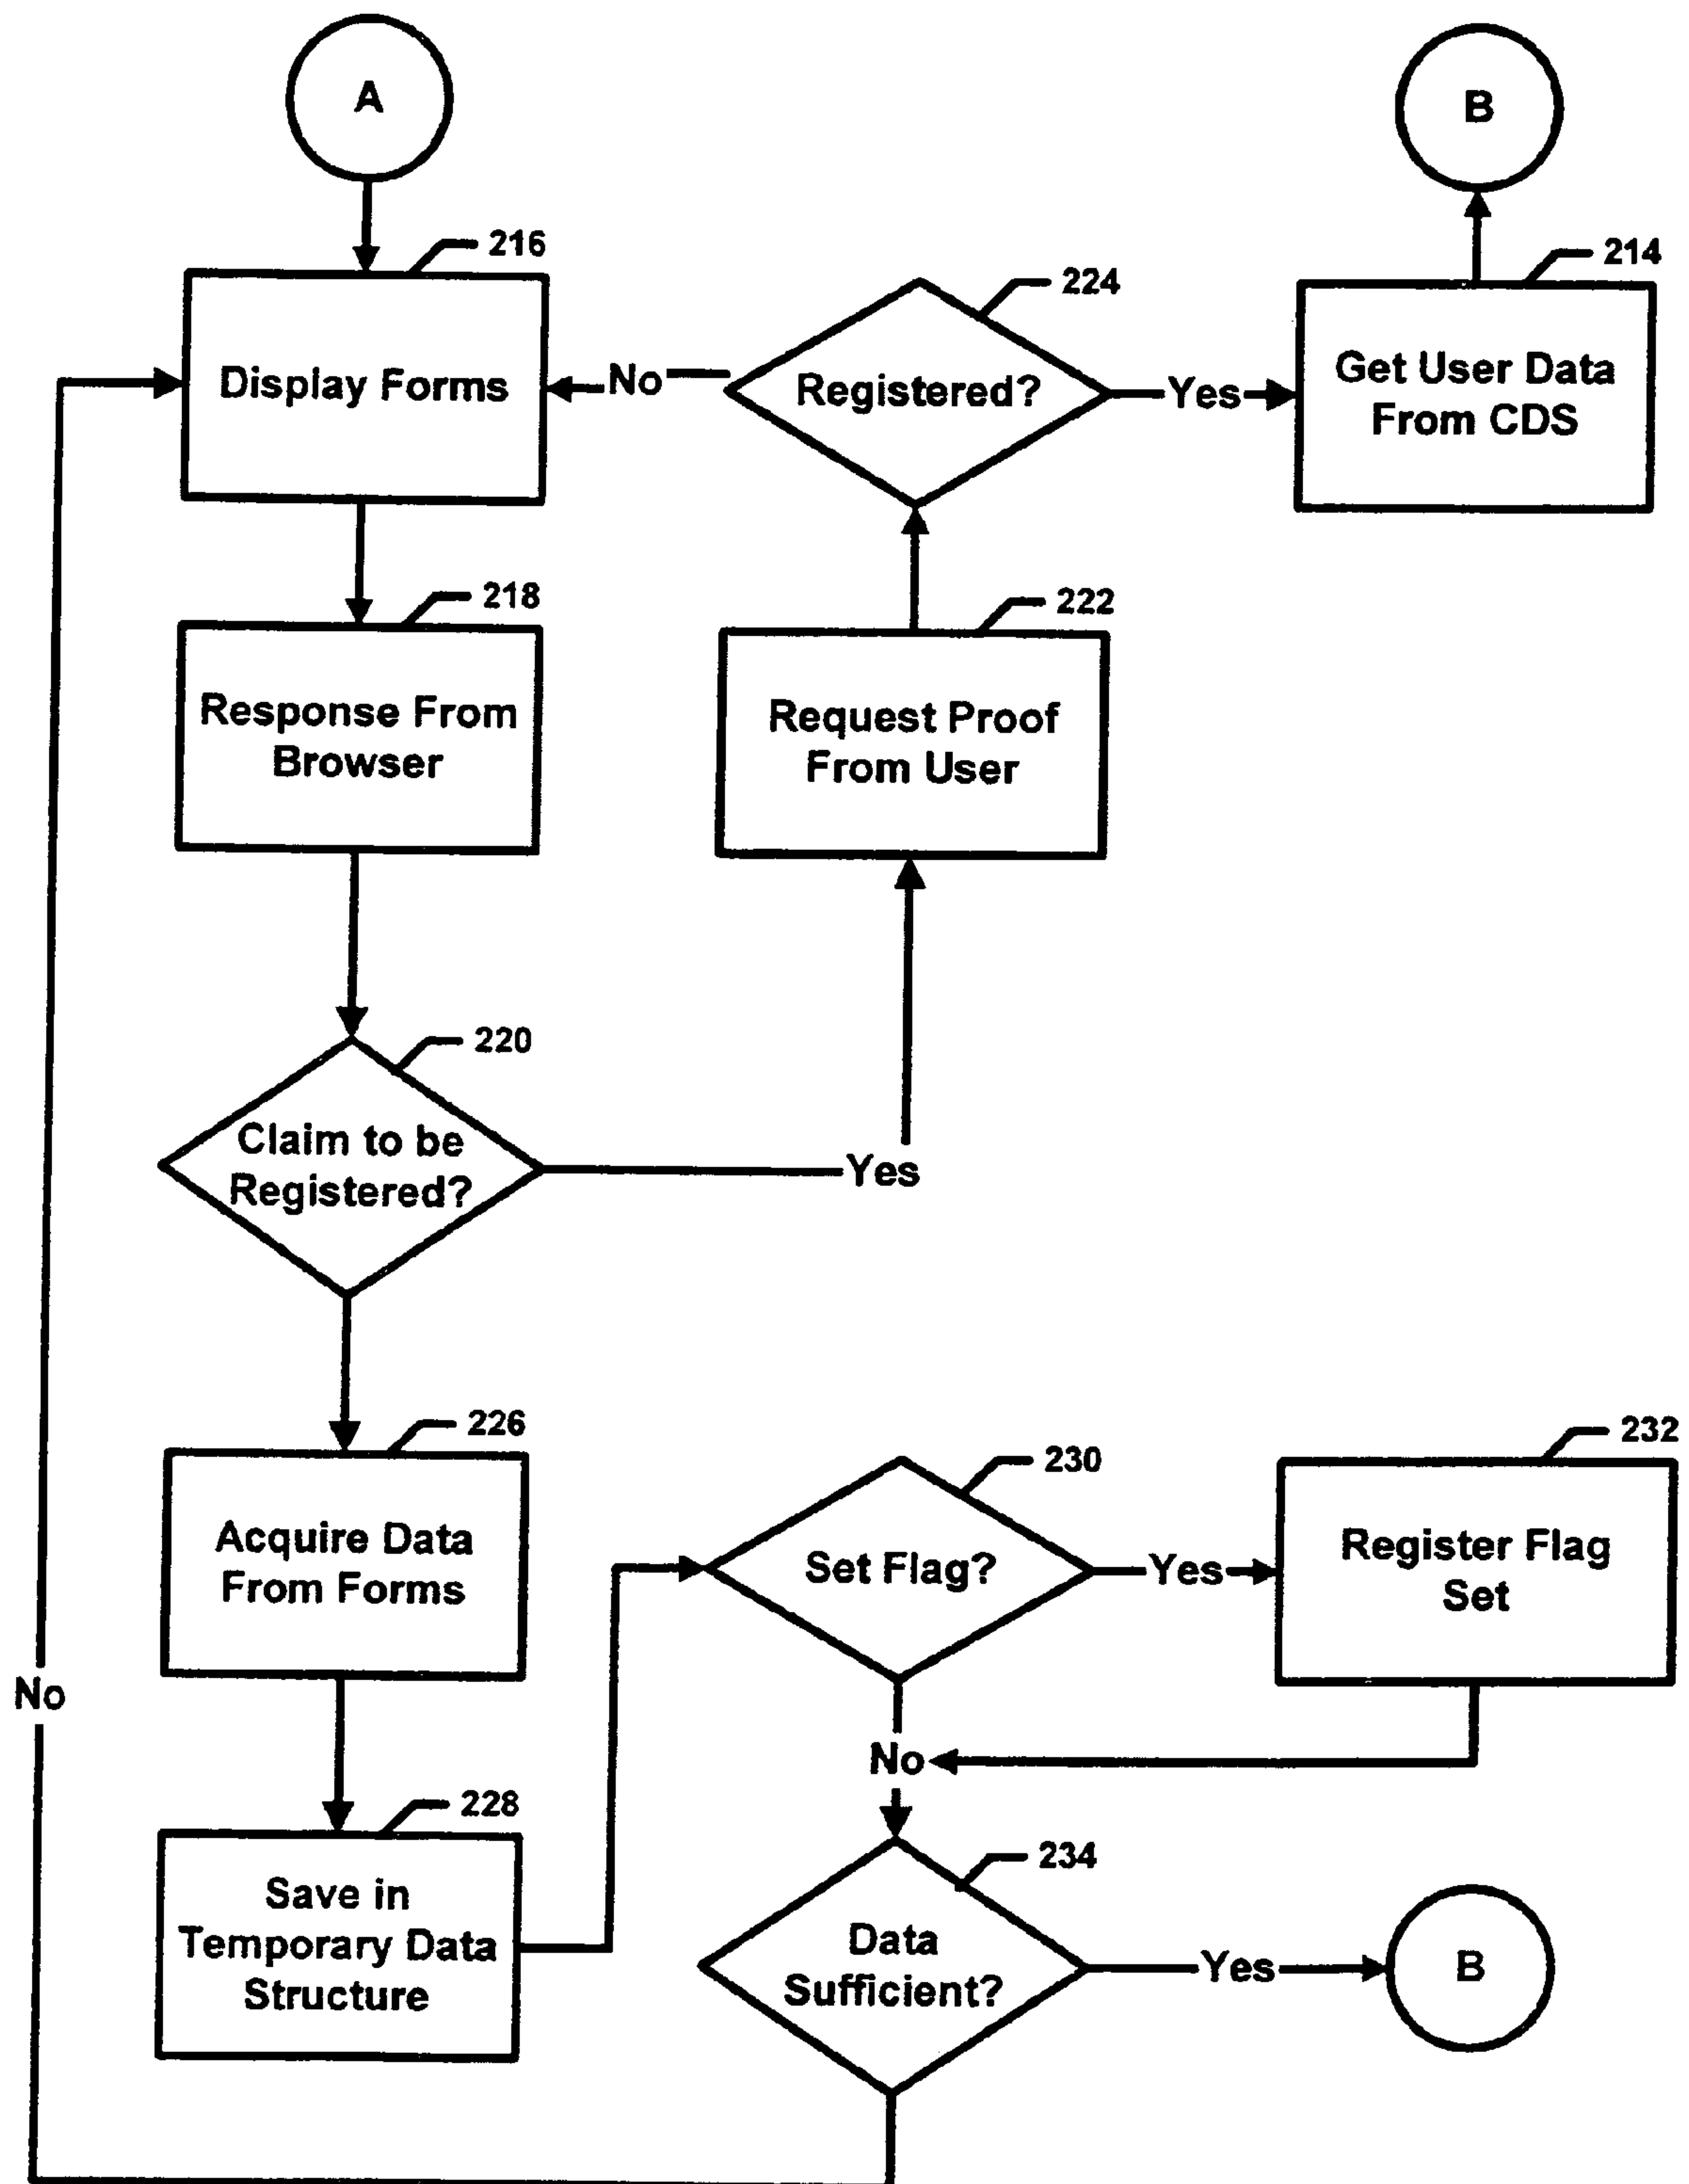 A
B
216
224
214
Display Forms
No
Registered?
Yes
Get User Data
From CDS
218
222
Response From
Browser
Request Proof
From User
220
Claim to be
Registered?
Yes
226
230
232
Acquire Data
From Forms
Set Flag?
Yes
Register Flag
Set
No
No
228
234
Save in
Temporary Data
Structure
Data
Sufficient?
Yes
B